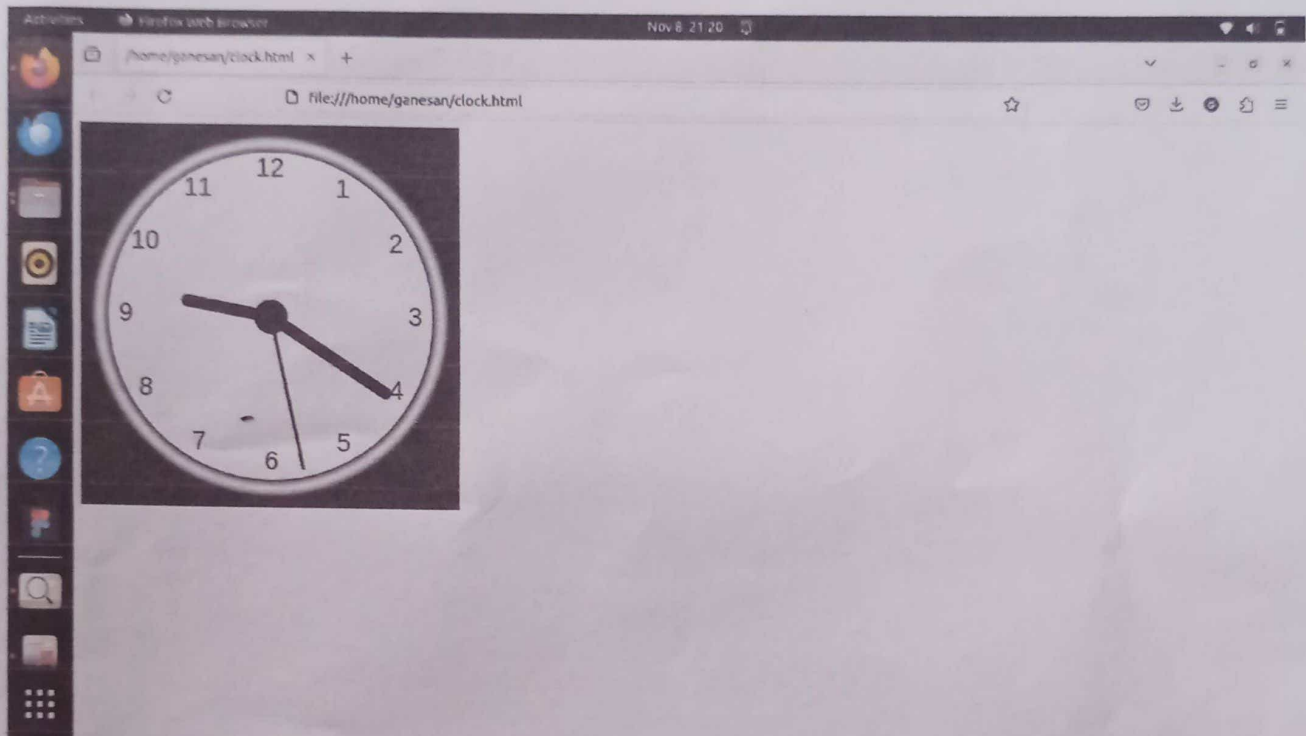 Activities Firefox Web Browser Nov 8 21:20
/home/ganesan/clock.html × +
file:///home/ganesan/clock.html
12
11 1
10 2
9 3
8 4
7 5
6